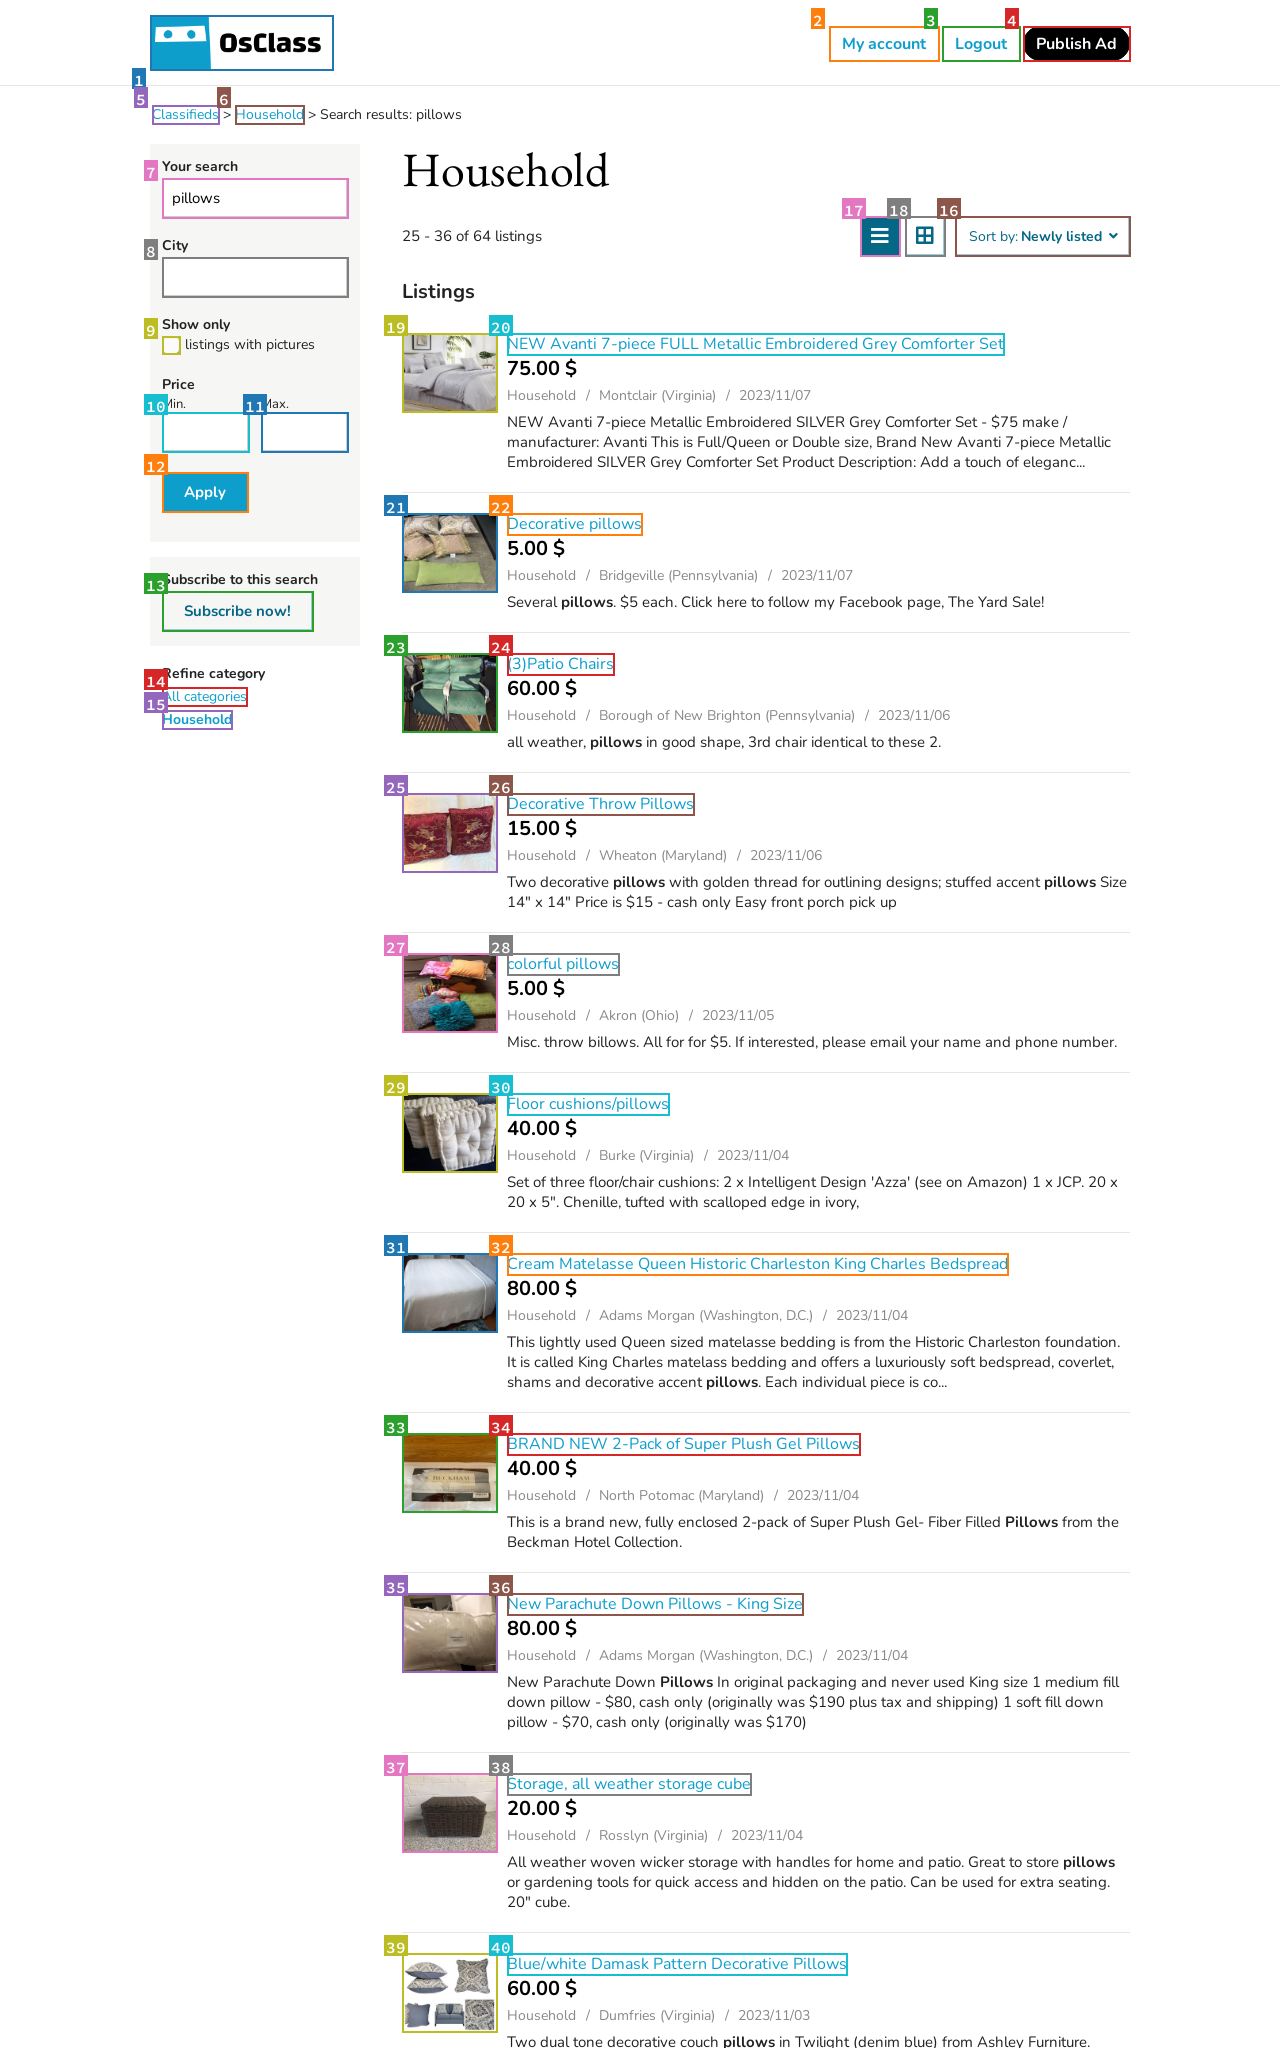 OsClass
1
2
My account
3
Logout
4
Publish Ad
5
Classifieds > 6 Household > Search results: pillows
7
Your search
pillows
8
City
9
Show only
listings with pictures
Price
10
Min.
11
Max.
12
Apply
13
Subscribe to this search
Subscribe now!
Refine category
14
All categories
15
Household
Household
25 - 36 of 64 listings
17
18
16
Sort by: Newly listed
Listings
19
20
NEW Avanti 7-piece FULL Metallic Embroidered Grey Comforter Set
75.00 $
Household / Montclair (Virginia) / 2023/11/07
NEW Avanti 7-piece Metallic Embroidered SILVER Grey Comforter Set - $75 make /
manufacturer: Avanti This is Full/Queen or Double size, Brand New Avanti 7-piece Metallic
Embroidered SILVER Grey Comforter Set Product Description: Add a touch of eleganc...
21
22
Decorative pillows
5.00 $
Household / Bridgeville (Pennsylvania) / 2023/11/07
Several pillows. $5 each. Click here to follow my Facebook page, The Yard Sale!
23
24
(3)Patio Chairs
60.00 $
Household / Borough of New Brighton (Pennsylvania) / 2023/11/06
all weather, pillows in good shape, 3rd chair identical to these 2.
25
26
Decorative Throw Pillows
15.00 $
Household / Wheaton (Maryland) / 2023/11/06
Two decorative pillows with golden thread for outlining designs; stuffed accent pillows Size
14" x 14" Price is $15 - cash only Easy front porch pick up
27
28
colorful pillows
5.00 $
Household / Akron (Ohio) / 2023/11/05
Misc. throw billows. All for for $5. If interested, please email your name and phone number.
29
30
Floor cushions/pillows
40.00 $
Household / Burke (Virginia) / 2023/11/04
Set of three floor/chair cushions: 2 x Intelligent Design 'Azza' (see on Amazon) 1 x JCP. 20 x
20 x 5". Chenille, tufted with scalloped edge in ivory,
31
32
Cream Matelasse Queen Historic Charleston King Charles Bedspread
80.00 $
Household / Adams Morgan (Washington, D.C.) / 2023/11/04
This lightly used Queen sized matelasse bedding is from the Historic Charleston foundation.
It is called King Charles matelass bedding and offers a luxuriously soft bedspread, coverlet,
shams and decorative accent pillows. Each individual piece is co...
33
BECKHAM
34
BRAND NEW 2-Pack of Super Plush Gel Pillows
40.00 $
Household / North Potomac (Maryland) / 2023/11/04
This is a brand new, fully enclosed 2-pack of Super Plush Gel- Fiber Filled Pillows from the
Beckman Hotel Collection.
35
36
New Parachute Down Pillows - King Size
80.00 $
Household / Adams Morgan (Washington, D.C.) / 2023/11/04
New Parachute Down Pillows In original packaging and never used King size 1 medium fill
down pillow - $80, cash only (originally was $190 plus tax and shipping) 1 soft fill down
pillow - $70, cash only (originally was $170)
37
38
Storage, all weather storage cube
20.00 $
Household / Rosslyn (Virginia) / 2023/11/04
All weather woven wicker storage with handles for home and patio. Great to store pillows
or gardening tools for quick access and hidden on the patio. Can be used for extra seating.
20" cube.
39
40
Blue/white Damask Pattern Decorative Pillows
60.00 $
Household / Dumfries (Virginia) / 2023/11/03
Two dual tone decorative couch pillows in Twilight (denim blue) from Ashley Furniture.